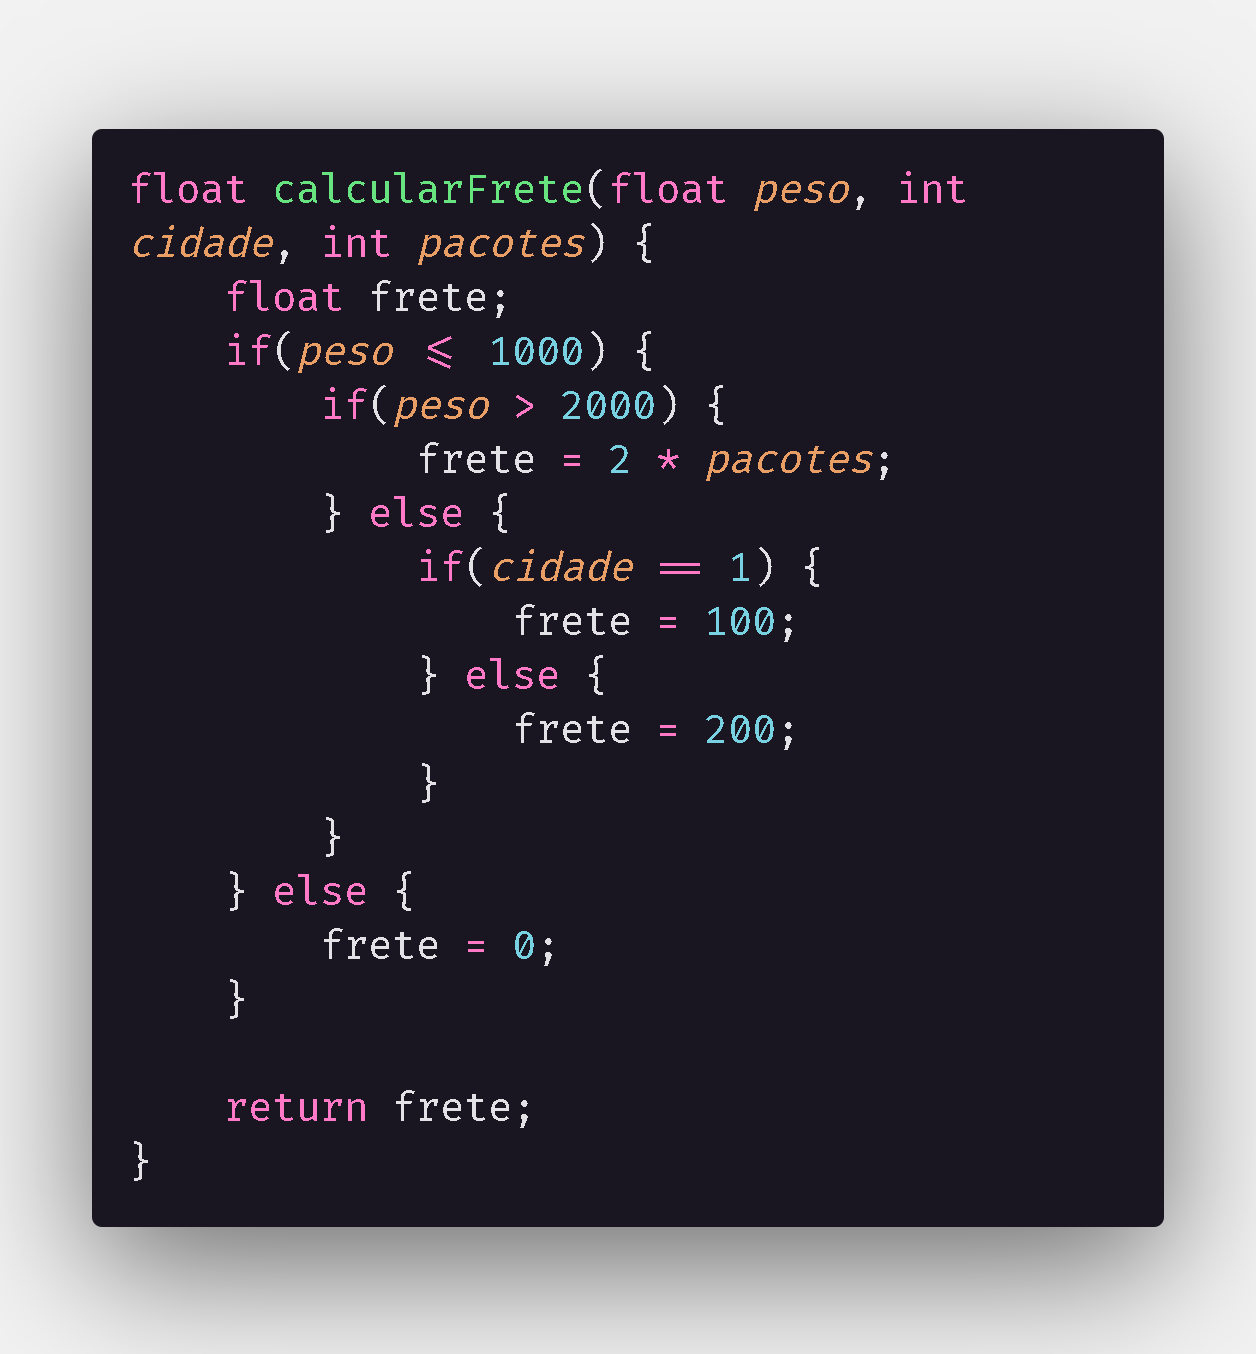 float calcularFrete(float peso, int
cidade, int pacotes) {
    float frete;
    if(peso <= 1000) {
        if(peso > 2000) {
            frete = 2 * pacotes;
        } else {
            if(cidade == 1) {
                frete = 100;
            } else {
                frete = 200;
            }
        }
    } else {
        frete = 0;
    }

    return frete;
}